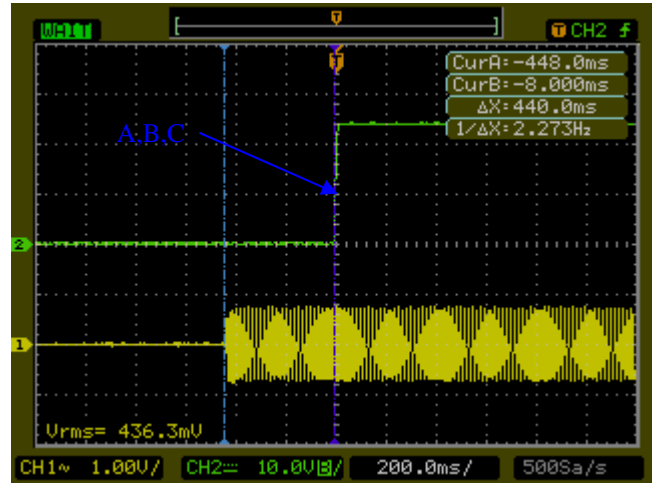 WAIT
T
T CH2
T
CurA:-448.0ms
CurB:-8.000ms
ΔX:440.0ms
1/ΔX:2.273Hz
A,B,C
2
1
Vrms= 436.3mV
CH1~ 1.00V/ CH2 10.0V B/ 200.0ms/ 500Sa/s